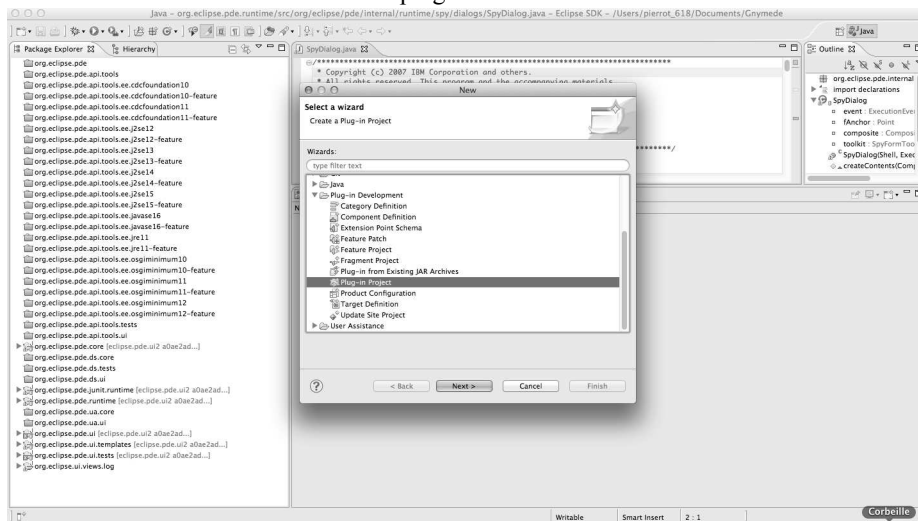 Java - org.eclipse.pde.runtime/src/org/eclipse/pde/internal/runtime/spy/dialogs/SpyDialog.java - Eclipse SDK - /Users/pierrot_618/Documents/Gnymede
Java
Package Explorer
Hierarchy
org.eclipse.pde
org.eclipse.pde.api.tools
org.eclipse.pde.api.tools.ee.cdcfoundation10
org.eclipse.pde.api.tools.ee.cdcfoundation10-feature
org.eclipse.pde.api.tools.ee.cdcfoundation11
org.eclipse.pde.api.tools.ee.cdcfoundation11-feature
org.eclipse.pde.api.tools.ee.j2se12
org.eclipse.pde.api.tools.ee.j2se12-feature
org.eclipse.pde.api.tools.ee.j2se13
org.eclipse.pde.api.tools.ee.j2se13-feature
org.eclipse.pde.api.tools.ee.j2se14
org.eclipse.pde.api.tools.ee.j2se14-feature
org.eclipse.pde.api.tools.ee.j2se15
org.eclipse.pde.api.tools.ee.j2se15-feature
org.eclipse.pde.api.tools.ee.javase16
org.eclipse.pde.api.tools.ee.javase16-feature
org.eclipse.pde.api.tools.ee.jre11
org.eclipse.pde.api.tools.ee.jre11-feature
org.eclipse.pde.api.tools.ee.osgiminimum10
org.eclipse.pde.api.tools.ee.osgiminimum10-feature
org.eclipse.pde.api.tools.ee.osgiminimum11
org.eclipse.pde.api.tools.ee.osgiminimum11-feature
org.eclipse.pde.api.tools.ee.osgiminimum12
org.eclipse.pde.api.tools.ee.osgiminimum12-feature
org.eclipse.pde.api.tools.tests
org.eclipse.pde.api.tools.ui
org.eclipse.pde.core [eclipse.pde.ui2 a0ae2ad...]
org.eclipse.pde.ds.core
org.eclipse.pde.ds.tests
org.eclipse.pde.ds.ui
org.eclipse.pde.junit.runtime [eclipse.pde.ui2 a0ae2ad...]
org.eclipse.pde.runtime [eclipse.pde.ui2 a0ae2ad...]
org.eclipse.pde.ua.core
org.eclipse.pde.ua.ui
org.eclipse.pde.ui [eclipse.pde.ui2 a0ae2ad...]
org.eclipse.pde.ui.templates [eclipse.pde.ui2 a0ae2ad...]
org.eclipse.pde.ui.tests [eclipse.pde.ui2 a0ae2ad...]
org.eclipse.ui.views.log
SpyDialog.java
* Copyright (c) 2007 IBM Corporation and others.
* All rights reserved. This program and the accompanying materials
New
Select a wizard
Create a Plug-in Project
Wizards:
type filter text
Java
Plug-in Development
Category Definition
Component Definition
Extension Point Schema
Feature Patch
Feature Project
Fragment Project
Plug-in from Existing JAR Archives
Plug-in Project
Product Configuration
Target Definition
Update Site Project
User Assistance
?
< Back
Next >
Cancel
Finish
Outline
org.eclipse.pde.internal
import declarations
SpyDialog
event : ExecutionEve
fAnchor : Point
composite : Composi
toolkit : SpyFormToo
SpyDialog(Shell, Exec
createContents(Com
Writable
Smart Insert
2 : 1
Corbeille